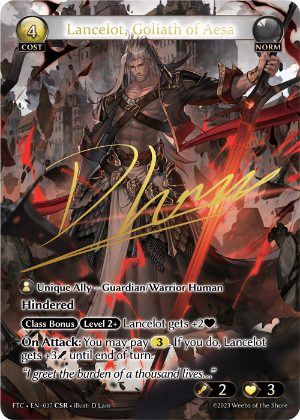 4 Lancelot, Goliath of Aesa
COST NORM
Unique Ally — Guardian/Warrior Human
Hindered
Class Bonus Level 2+ Lancelot gets +2
On Attack: You may pay 3. If you do, Lancelot
gets +3 until end of turn.
"I greet the burden of a thousand lives..."
2 3
FTC • EN-037 CSR • illust: D Lam ©2023 Weebs of the Shore